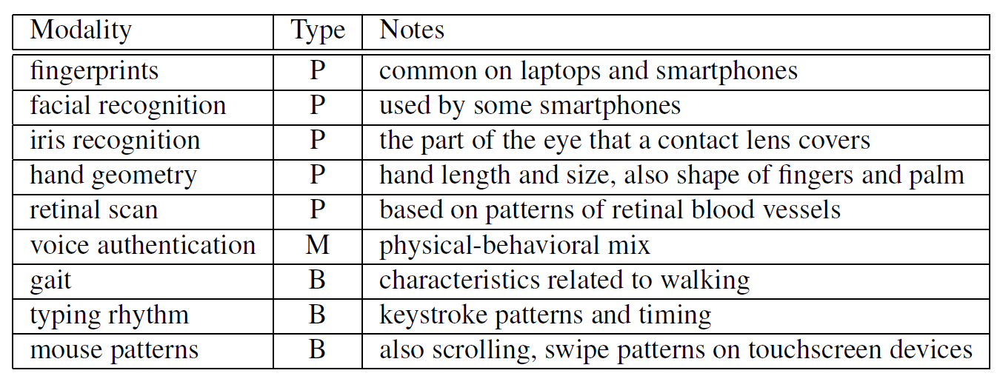 Modality Type Notes
fingerprints P common on laptops and smartphones
facial recognition P used by some smartphones
iris recognition P the part of the eye that a contact lens covers
hand geometry P hand length and size, also shape of fingers and palm
retinal scan P based on patterns of retinal blood vessels
voice authentication M physical-behavioral mix
gait B characteristics related to walking
typing rhythm B keystroke patterns and timing
mouse patterns B also scrolling, swipe patterns on touchscreen devices